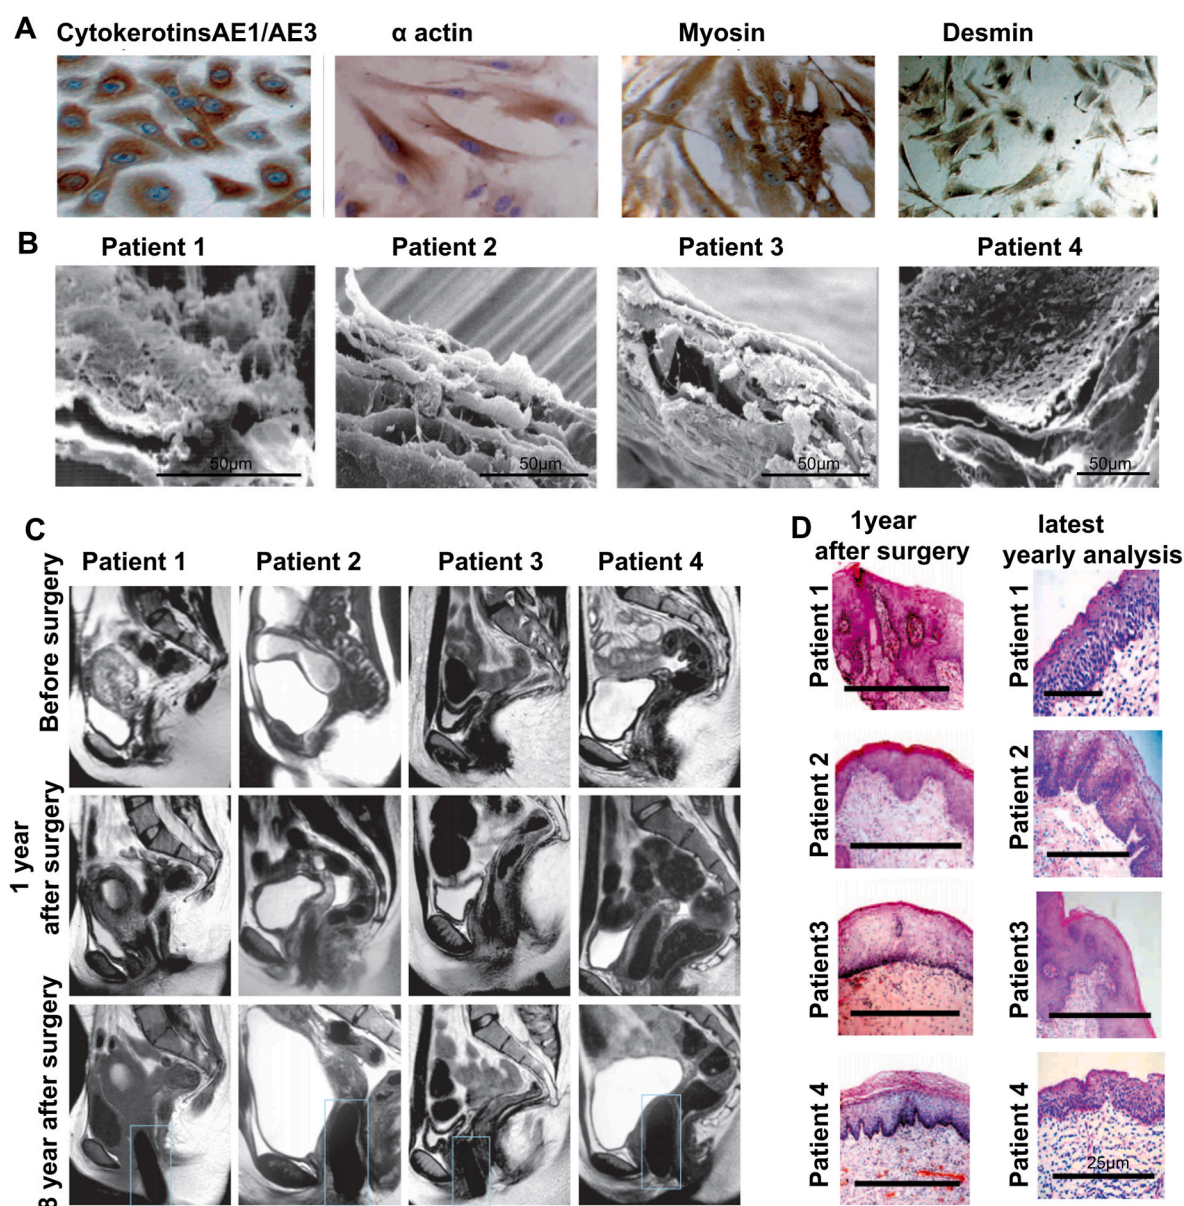 A
CytokerotinsAE1/AE3
α actin
Myosin
Desmin
B
Patient 1
Patient 2
Patient 3
Patient 4
50µm
50µm
50µm
50µm
C
Patient 1
Patient 2
Patient 3
Patient 4
Before surgery
1 year
after surgery
8 year after surgery
D
1year
after surgery
latest
yearly analysis
Patient 1
Patient 1
Patient 2
Patient 2
Patient3
Patient3
Patient 4
Patient 4
25µm